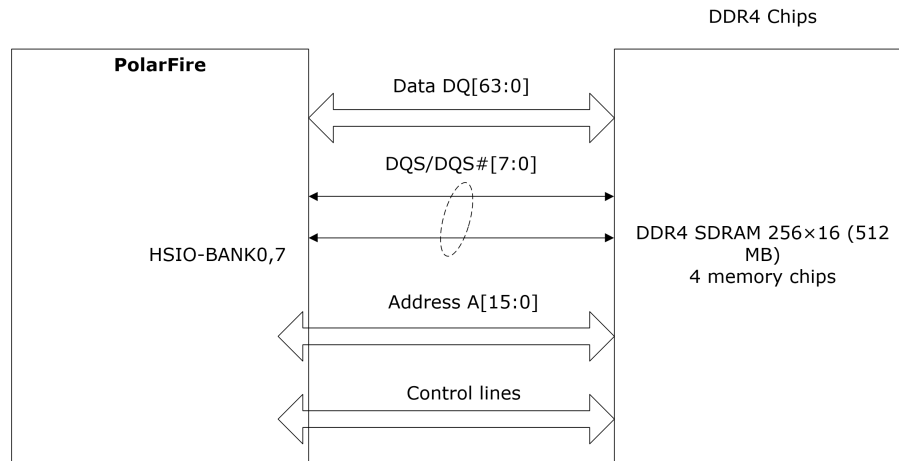 DDR4 Chips
PolarFire
Data DQ[63:0]
DQS/DQS#[7:0]
HSIO-BANK0,7
DDR4 SDRAM 256×16 (512
MB)
4 memory chips
Address A[15:0]
Control lines